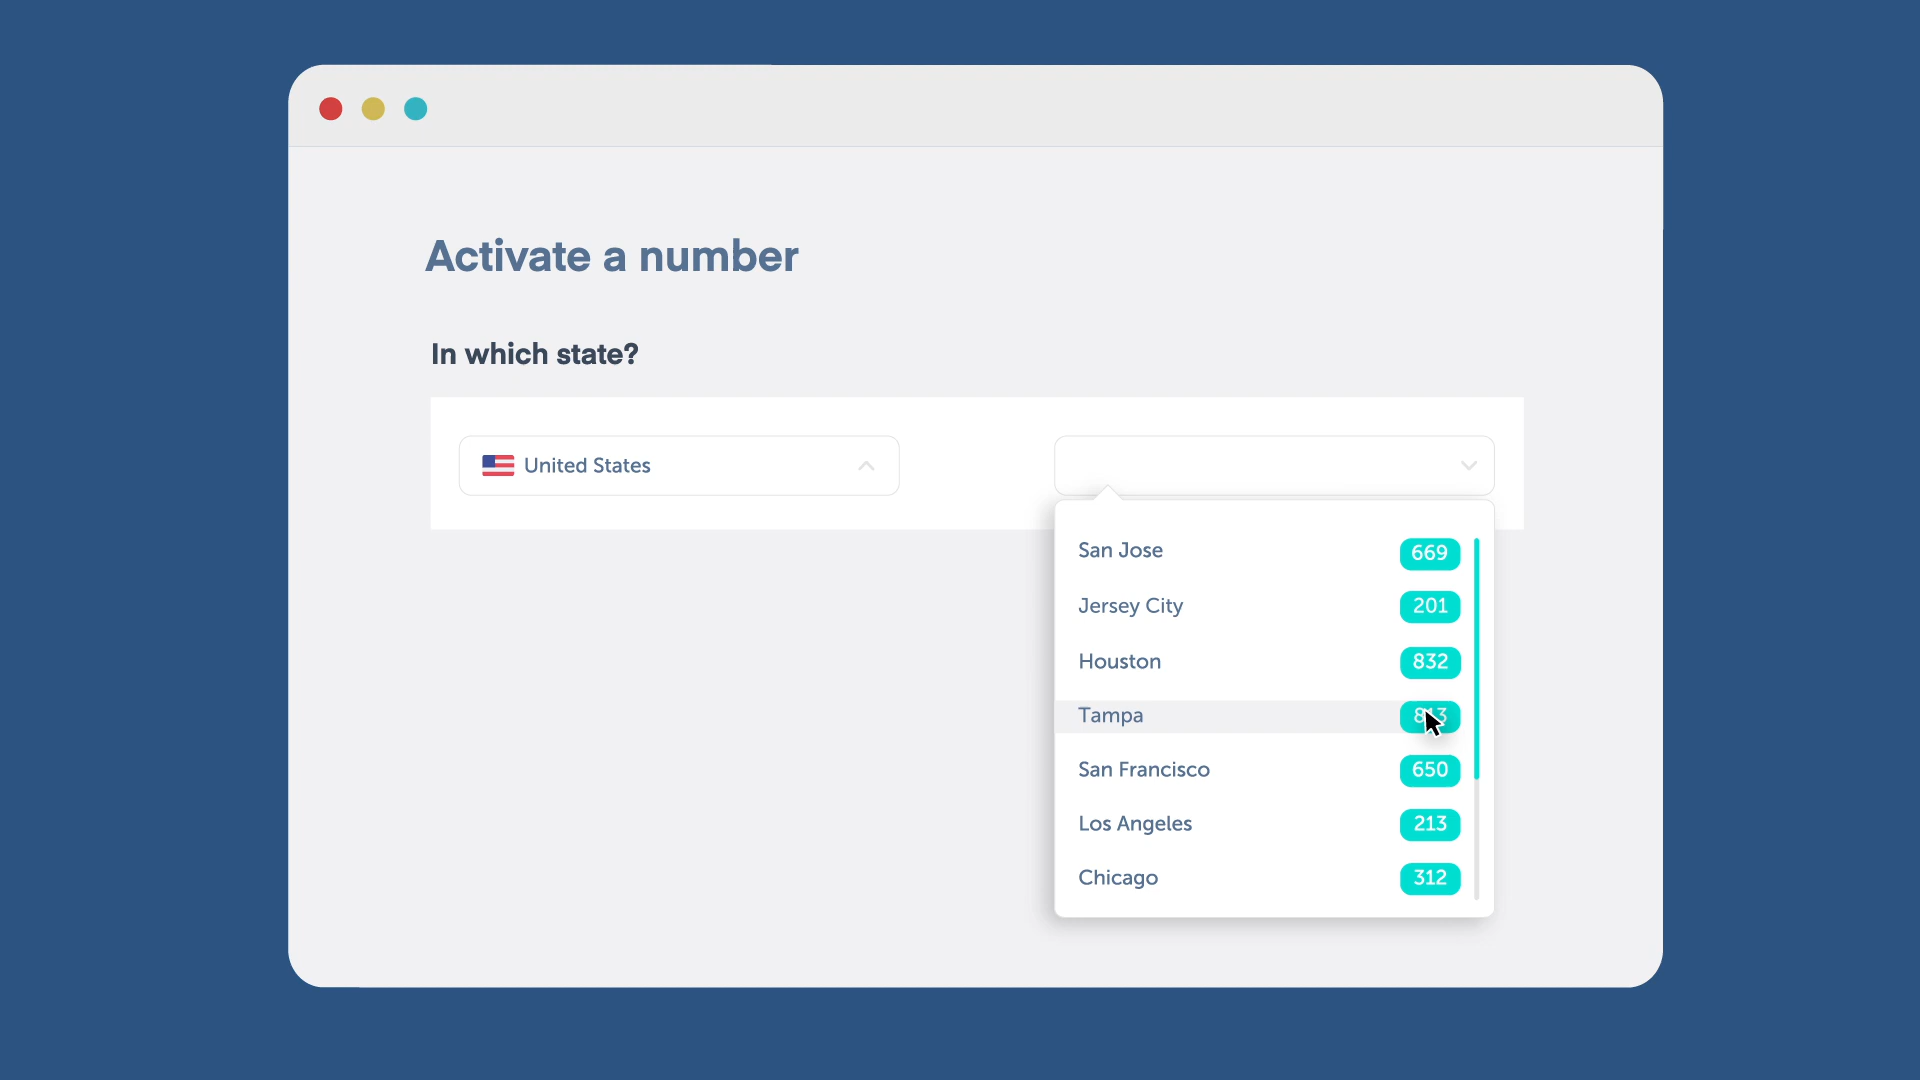 Activate a number
In which state?
United States
San Jose 669
Jersey City 201
Houston 832
Tampa 813
San Francisco 650
Los Angeles 213
Chicago 312